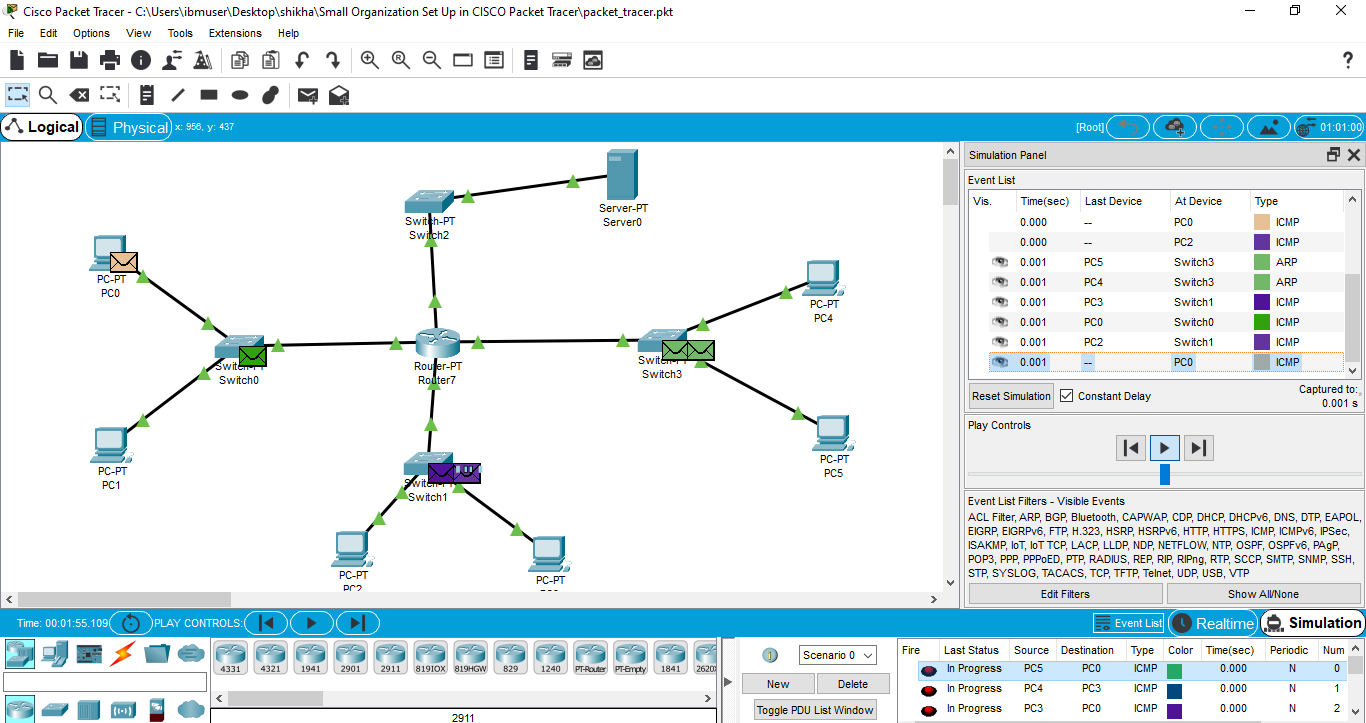 Cisco Packet Tracer - C:\Users\ibmuser\Desktop\shikha\Small Organization Set Up in CISCO Packet Tracer\packet_tracer.pkt
File Edit Options View Tools Extensions Help
Logical Physical x: 956, y: 437 [Root] 01:01:00
Switch-PT
Switch2
Server-PT
Server0
PC-PT
PC0
PC-PT
PC4
Switch0
Router-PT
Router7
Switch3
PC-PT
PC1
Switch1
PC-PT
PC5
PC-PT
PC2
PC-PT
Simulation Panel
Event List
Vis. Time(sec) Last Device At Device Type
0.000 -- PC0 ICMP
0.000 -- PC2 ICMP
0.001 PC5 Switch3 ARP
0.001 PC4 Switch3 ARP
0.001 PC3 Switch1 ICMP
0.001 PC0 Switch0 ICMP
0.001 PC2 Switch1 ICMP
0.001 -- PC0 ICMP
Reset Simulation Constant Delay Captured to:
0.001 s
Play Controls
Event List Filters - Visible Events
ACL Filter, ARP, BGP, Bluetooth, CAPWAP, CDP, DHCP, DHCPv6, DNS, DTP, EAPOL,
EIGRP, EIGRPv6, FTP, H.323, HSRP, HSRPv6, HTTP, HTTPS, ICMP, ICMPv6, IPSec,
ISAKMP, IoT, IoT TCP, LACP, LLDP, NDP, NETFLOW, NTP, OSPF, OSPFv6, PAgP,
POP3, PPP, PPPoED, PTP, RADIUS, REP, RIP, RIPng, RTP, SCCP, SMTP, SNMP, SSH,
STP, SYSLOG, TACACS, TCP, TFTP, Telnet, UDP, USB, VTP
Edit Filters Show All/None
Time: 00:01:55.109 PLAY CONTROLS: Event List Realtime Simulation
4331 4321 1941 2901 2911 819IOX 819HGW 829 1240 PT-Router PT-Empty 1841 2620X
2911
Scenario 0
New Delete
Toggle PDU List Window
Fire Last Status Source Destination Type Color Time(sec) Periodic Num
In Progress PC5 PC0 ICMP 0.000 N 0
In Progress PC4 PC3 ICMP 0.000 N 1
In Progress PC3 PC0 ICMP 0.000 N 2